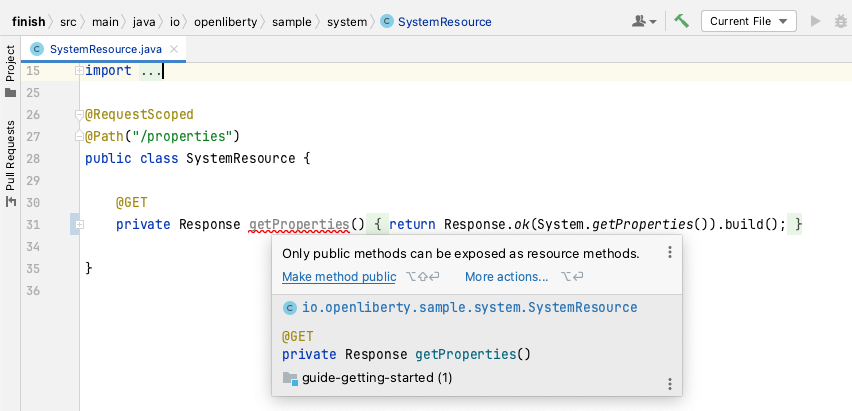 finish src main java io openliberty sample system SystemResource Current File
SystemResource.java
Project
Pull Requests
15 import ...
25
26 @RequestScoped
27 @Path("/properties")
28 public class SystemResource {
29
30 @GET
31 private Response getProperties() { return Response.ok(System.getProperties()).build(); }
34
35 }
36
Only public methods can be exposed as resource methods.
Make method public ⌥⇧⏎ More actions... ⌥⏎
io.openliberty.sample.system.SystemResource
@GET
private Response getProperties()
guide-getting-started (1)